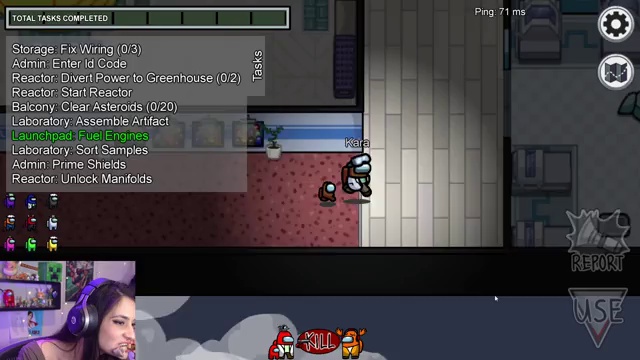 TOTAL TASKS COMPLETED
Ping: 71 ms
Storage: Fix Wiring (0/3)
Admin: Enter Id Code
Reactor: Divert Power to Greenhouse (0/2)
Reactor: Start Reactor
Balcony: Clear Asteroids (0/20)
Laboratory: Assemble Artifact
Launchpad: Fuel Engines
Laboratory: Sort Samples
Admin: Prime Shields
Reactor: Unlock Manifolds
Tasks
Kara
REPORT
USE
KILL